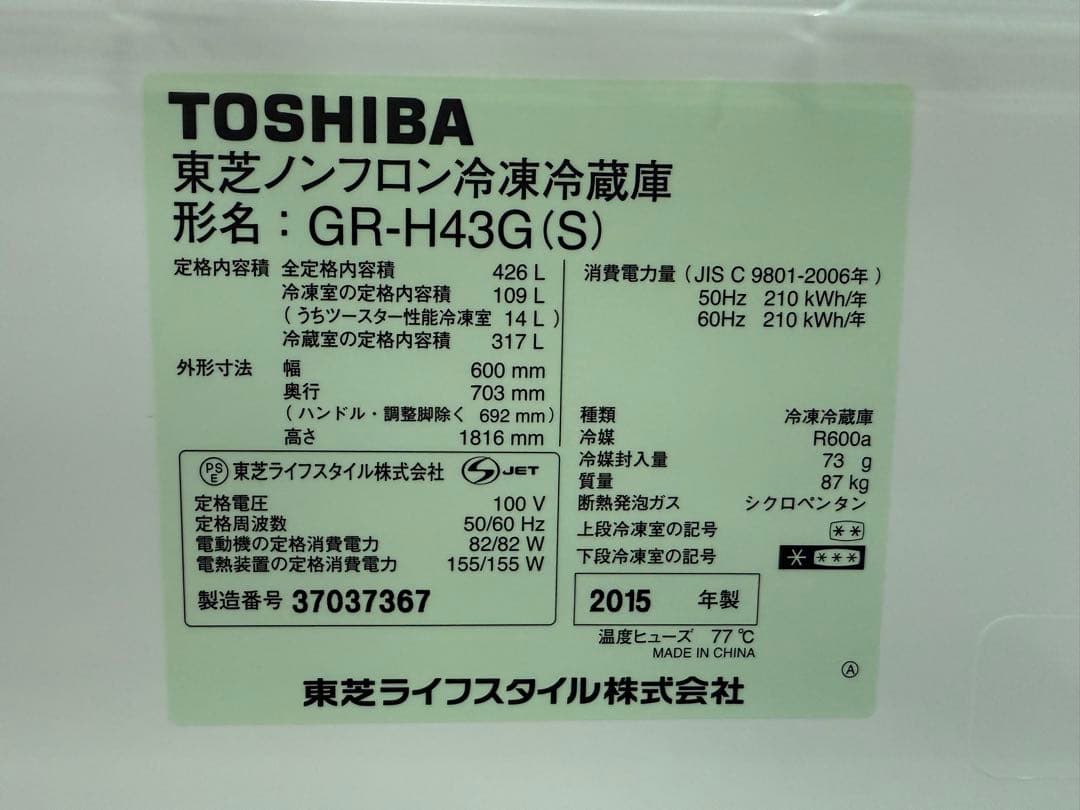 TOSHIBA
東芝ノンフロン冷凍冷蔵庫
形名：GR-H43G(S)
定格内容積 全定格内容積 426 L
冷凍室の定格内容積 109 L
（うちツースター性能冷凍室 14 L）
冷蔵室の定格内容積 317 L
外形寸法 幅 600 mm
奥行 703 mm
（ハンドル・調整脚除く 692 mm）
高さ 1816 mm
PSE 東芝ライフスタイル株式会社 S JET
定格電圧 100 V
定格周波数 50/60 Hz
電動機の定格消費電力 82/82 W
電熱装置の定格消費電力 155/155 W
製造番号 37037367
消費電力量（JIS C 9801-2006年）
50Hz 210 kWh/年
60Hz 210 kWh/年
種類 冷凍冷蔵庫
冷媒 R600a
冷媒封入量 73 g
質量 87 kg
断熱発泡ガス シクロペンタン
上段冷凍室の記号 **
下段冷凍室の記号 * ***
2015 年製
温度ヒューズ 77℃
MADE IN CHINA
Ⓐ
東芝ライフスタイル株式会社